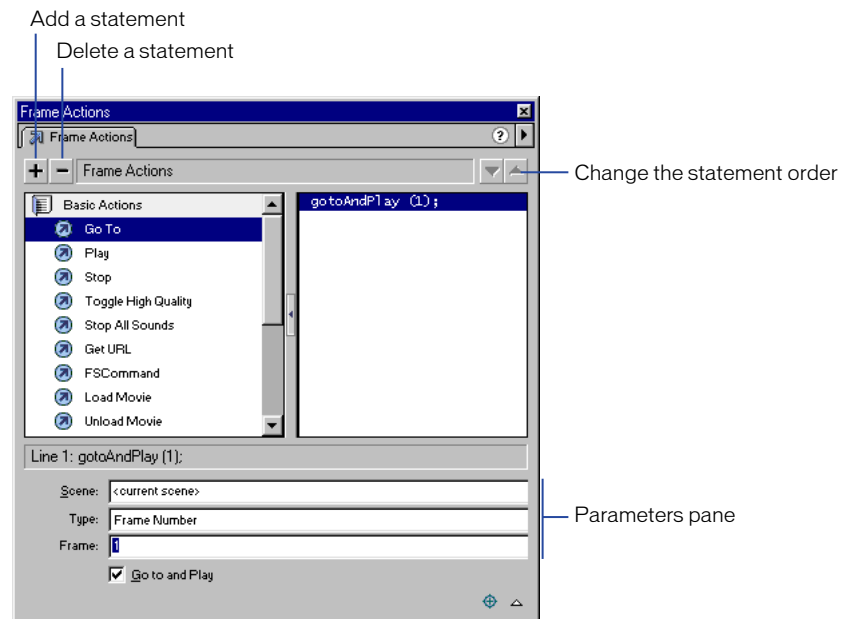 Add a statement
Delete a statement
Frame Actions
Frame Actions
?
+ − Frame Actions
Change the statement order
Basic Actions
Go To
Play
Stop
Toggle High Quality
Stop All Sounds
Get URL
FSCommand
Load Movie
Unload Movie
gotoAndPlay (1);
Line 1: gotoAndPlay (1);
Scene: <current scene>
Type: Frame Number
Frame: 1
Go to and Play
Parameters pane